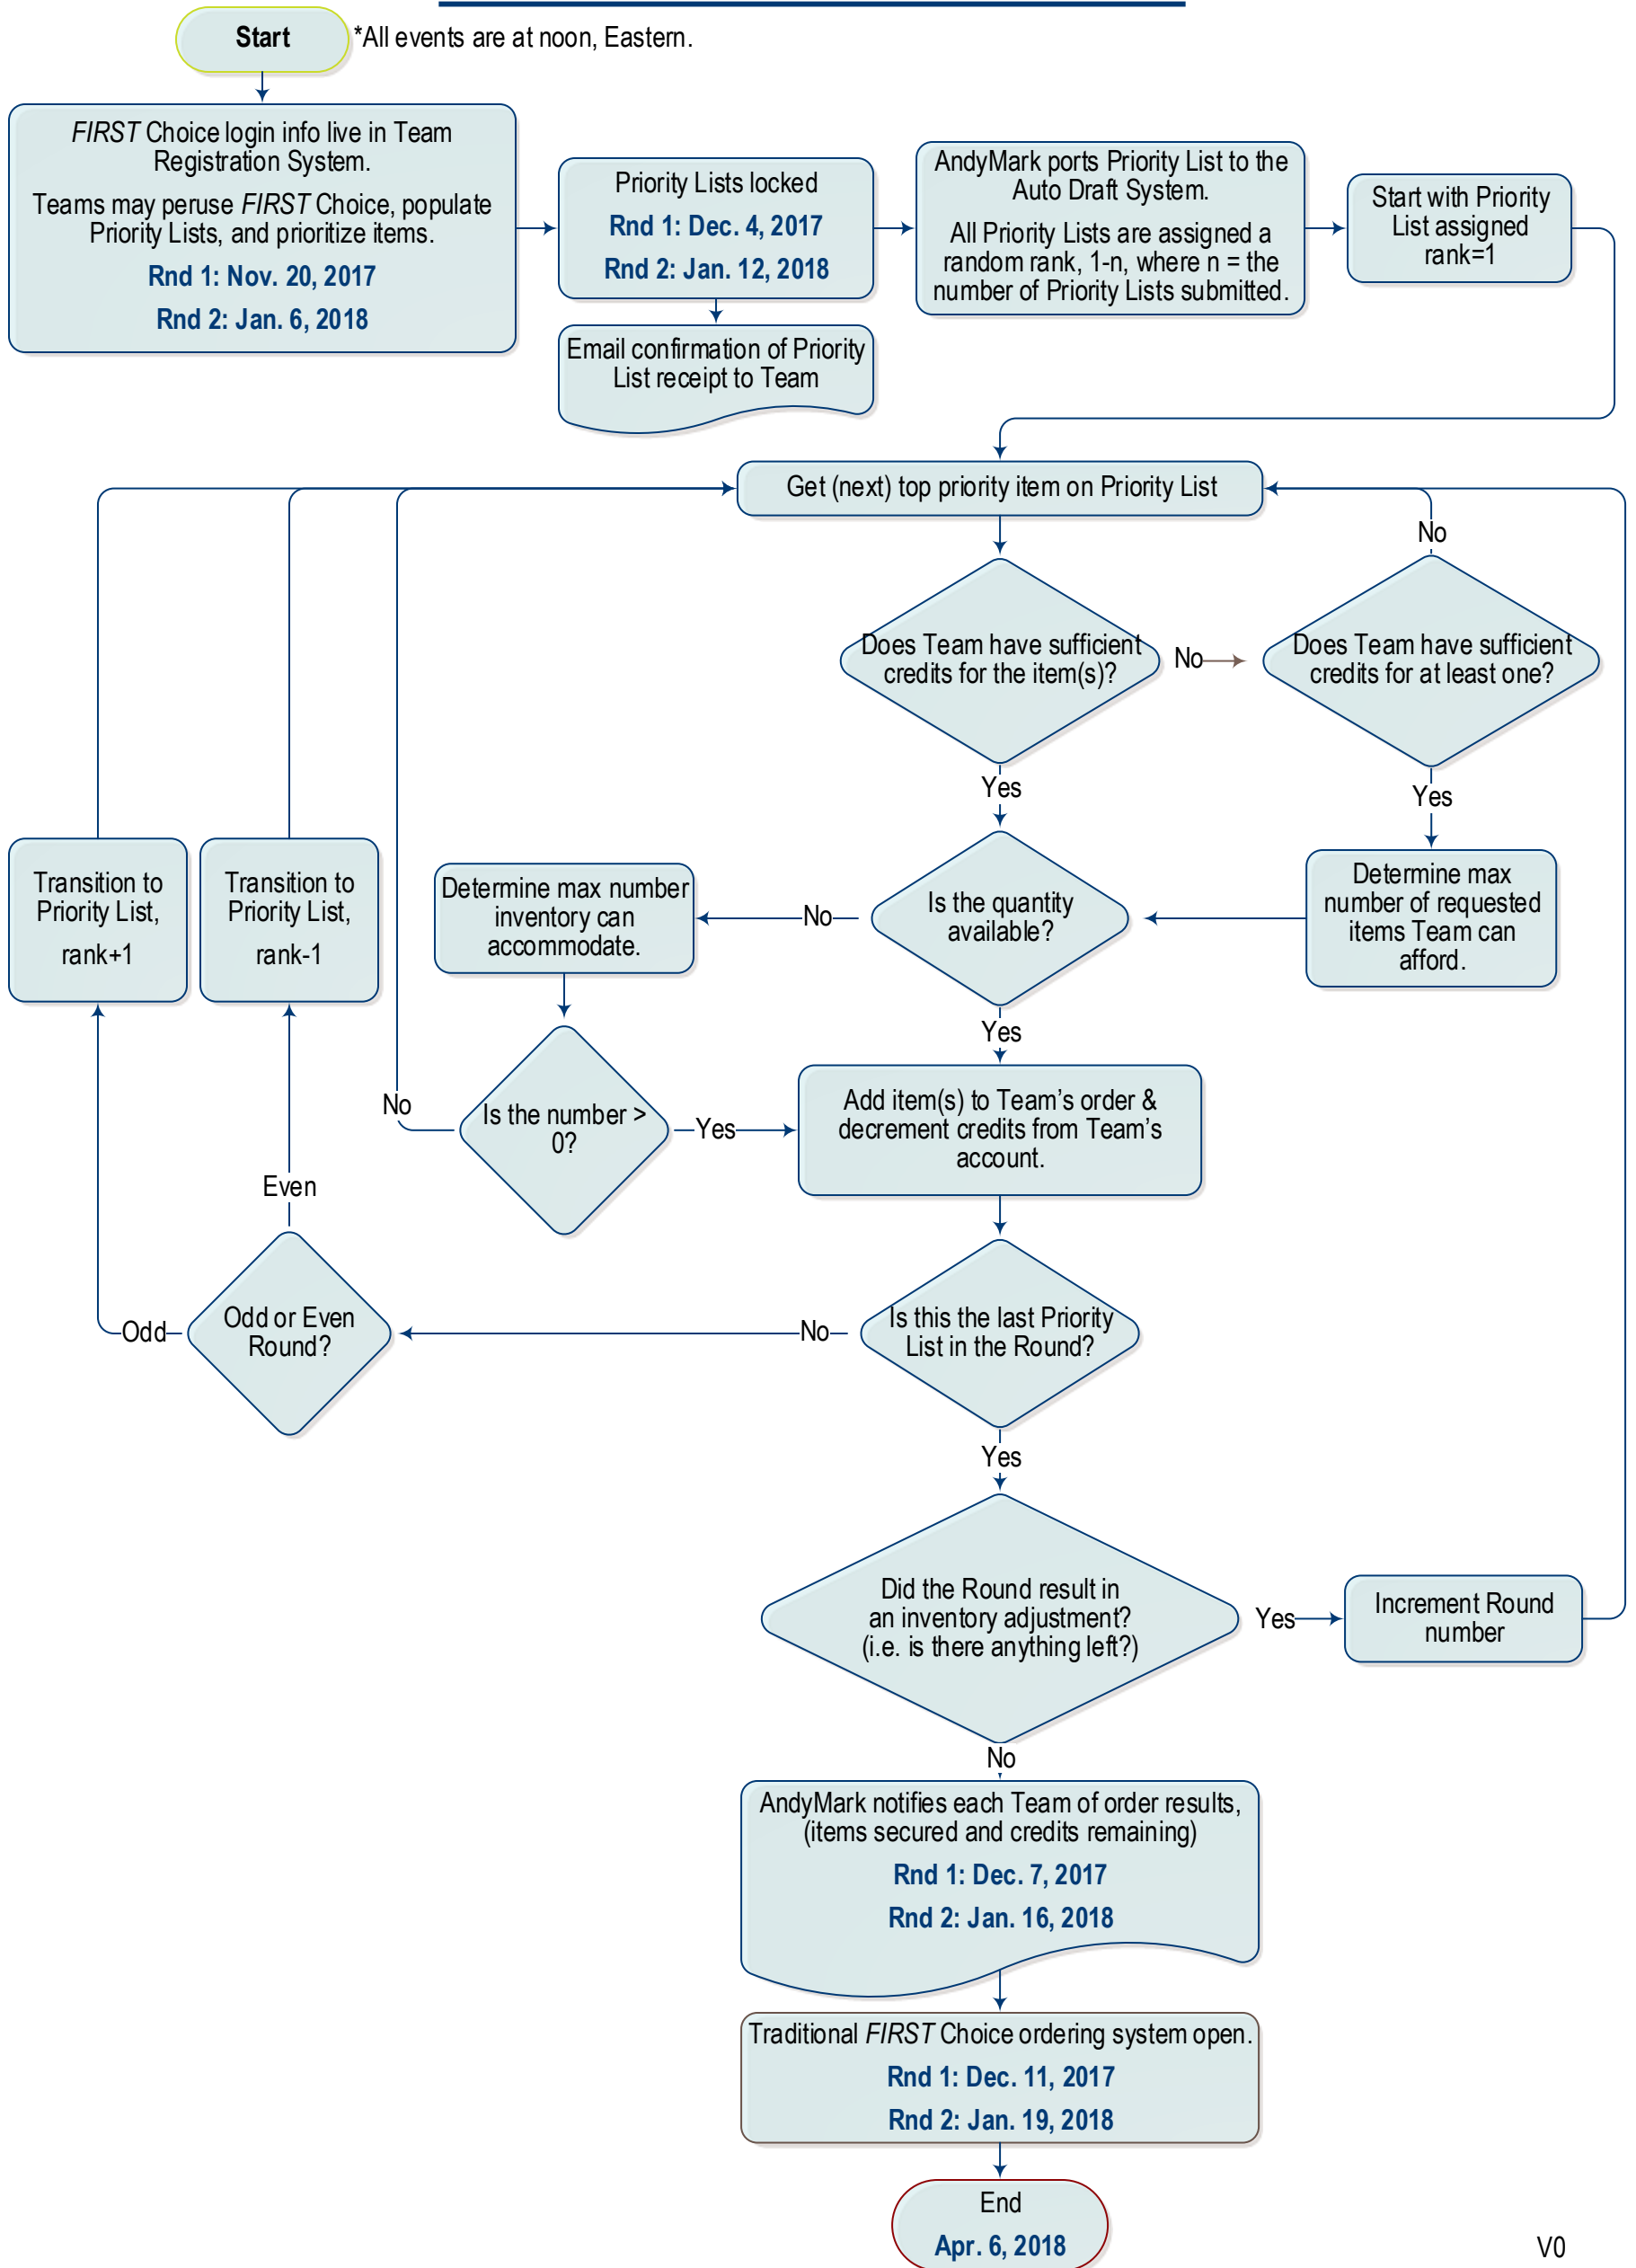 Start
*All events are at noon, Eastern.
FIRST Choice login info live in Team
Registration System.
Teams may peruse FIRST Choice, populate
Priority Lists, and prioritize items.
Rnd 1: Nov. 20, 2017
Rnd 2: Jan. 6, 2018
Priority Lists locked
Rnd 1: Dec. 4, 2017
Rnd 2: Jan. 12, 2018
Email confirmation of Priority
List receipt to Team
AndyMark ports Priority List to the
Auto Draft System.
All Priority Lists are assigned a
random rank, 1-n, where n = the
number of Priority Lists submitted.
Start with Priority
List assigned
rank=1
Get (next) top priority item on Priority List
No
Does Team have sufficient
credits for the item(s)?
No
Does Team have sufficient
credits for at least one?
Yes
Yes
Transition to
Priority List,
rank+1
Transition to
Priority List,
rank-1
Determine max number
inventory can
accommodate.
No
Is the quantity
available?
Determine max
number of requested
items Team can
afford.
Yes
No
Is the number >
0?
Yes
Add item(s) to Team’s order &
decrement credits from Team’s
account.
Even
Odd
Odd or Even
Round?
No
Is this the last Priority
List in the Round?
Yes
Did the Round result in
an inventory adjustment?
(i.e. is there anything left?)
Yes
Increment Round
number
No
AndyMark notifies each Team of order results,
(items secured and credits remaining)
Rnd 1: Dec. 7, 2017
Rnd 2: Jan. 16, 2018
Traditional FIRST Choice ordering system open.
Rnd 1: Dec. 11, 2017
Rnd 2: Jan. 19, 2018
End
Apr. 6, 2018
V0